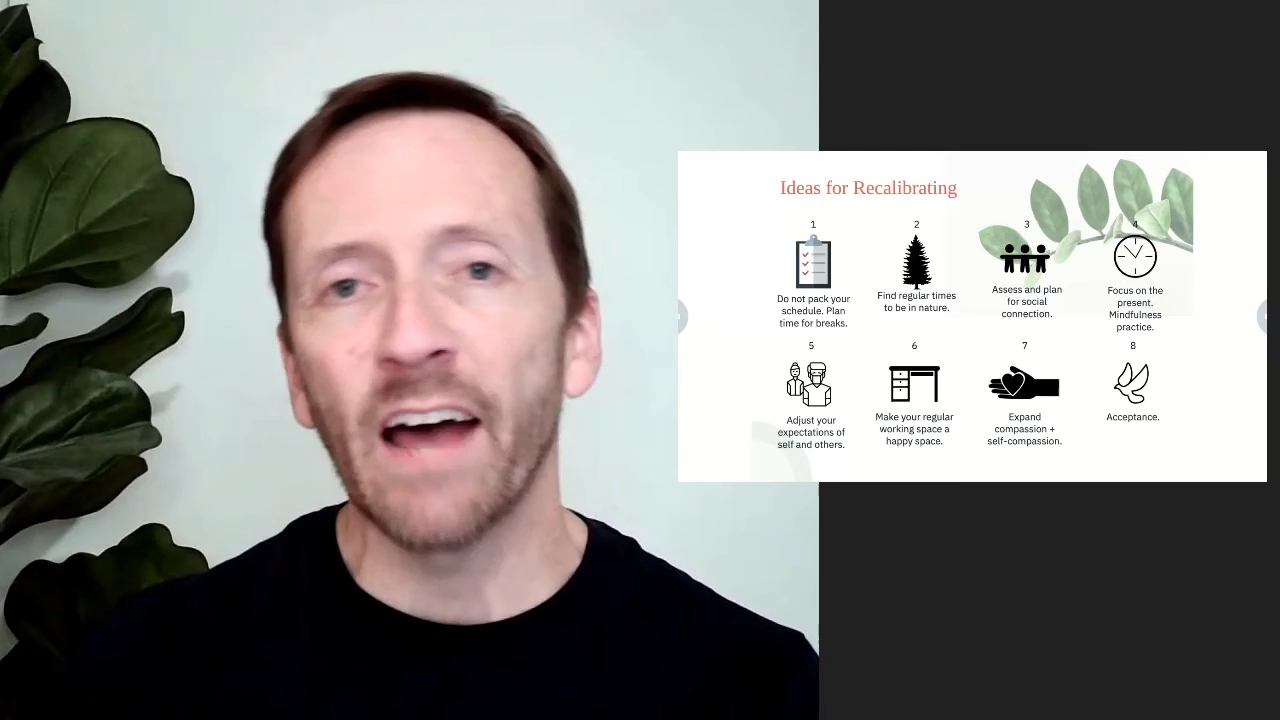 Ideas for Recalibrating
1
Do not pack your
schedule. Plan
time for breaks.
2
Find regular times
to be in nature.
3
Assess and plan
for social
connection.
4
Focus on the
present.
Mindfulness
practice.
5
Adjust your
expectations of
self and others.
6
Make your regular
working space a
happy space.
7
Expand
compassion +
self-compassion.
8
Acceptance.